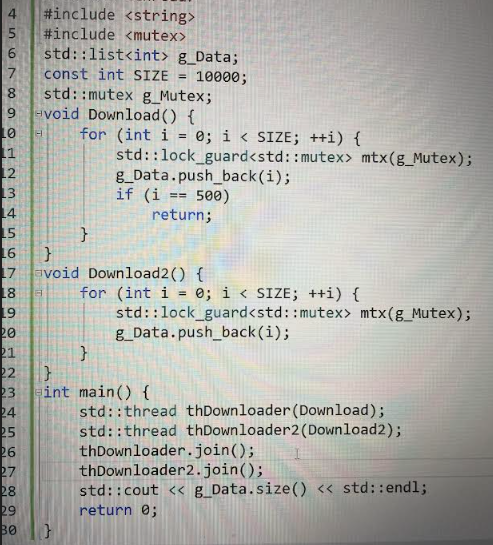 4 #include <string>
5 #include <mutex>
6 std::list<int> g_Data;
7 const int SIZE = 10000;
8 std::mutex g_Mutex;
9 void Download() {
10 for (int i = 0; i < SIZE; ++i) {
11 std::lock_guard<std::mutex> mtx(g_Mutex);
12 g_Data.push_back(i);
13 if (i == 500)
14 return;
15 }
16 }
17 void Download2() {
18 for (int i = 0; i < SIZE; ++i) {
19 std::lock_guard<std::mutex> mtx(g_Mutex);
20 g_Data.push_back(i);
21 }
22 }
23 int main() {
24 std::thread thDownloader(Download);
25 std::thread thDownloader2(Download2);
26 thDownloader.join();
27 thDownloader2.join();
28 std::cout << g_Data.size() << std::endl;
29 return 0;
30 }